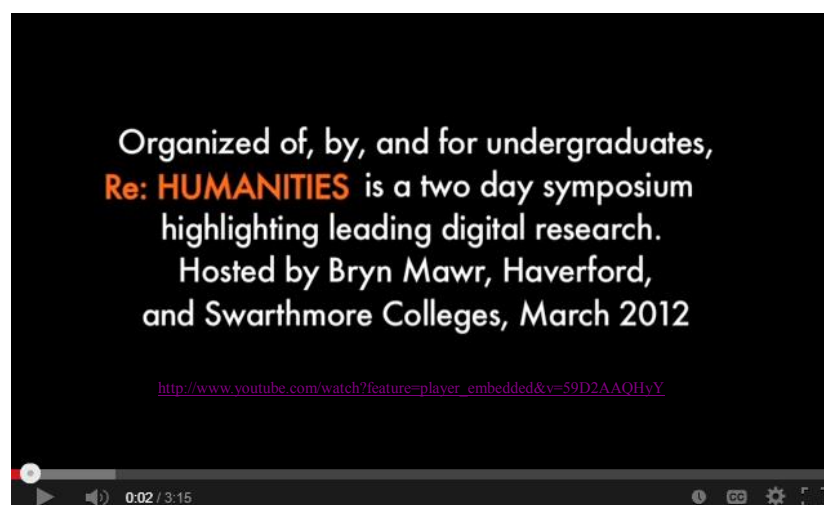 Organized of, by, and for undergraduates,
Re: HUMANITIES is a two day symposium
highlighting leading digital research.
Hosted by Bryn Mawr, Haverford,
and Swarthmore Colleges, March 2012
http://www.youtube.com/watch?feature=player_embedded&v=59D2AAQHyY
0:02 / 3:15
CC